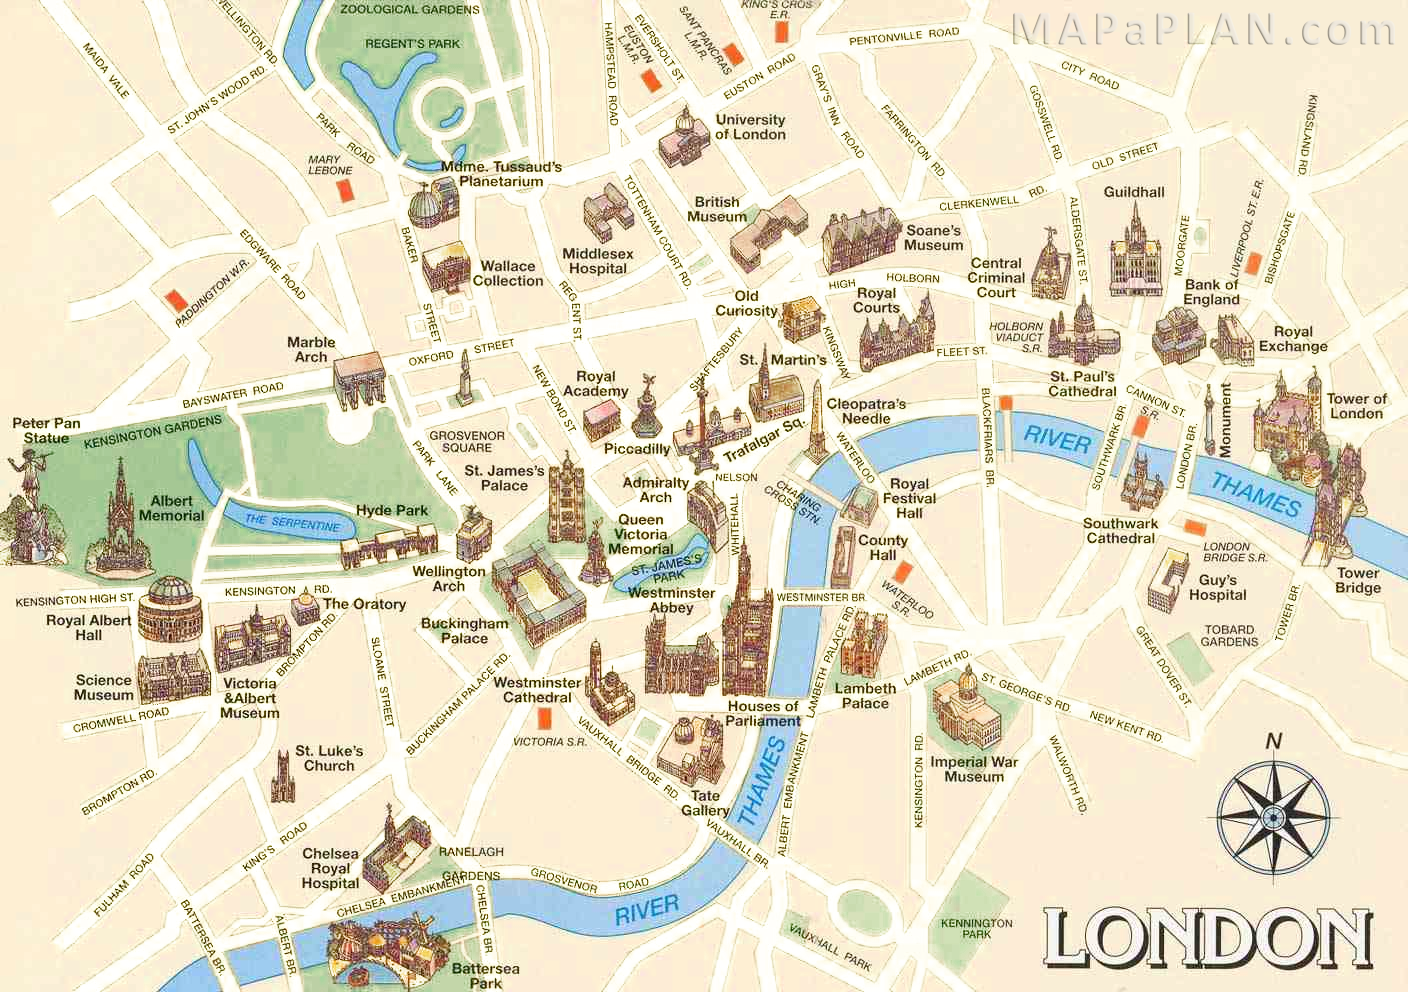 MAPaPLAN.com
ZOOLOGICAL GARDENS
REGENT'S PARK
WELLINGTON RD.
MAIDA VALE
ST. JOHN'S WOOD RD.
PARK ROAD
MARY
LEBONE
EDGWARE ROAD
PADDINGTON W.R.
HAMPSTEAD ROAD
EVERSHOLT ST.
EUSTON
L.M.R.
SANT PANCRAS
L.M.R.
KING'S CROS
E.R.
EUSTON ROAD
PENTONVILLE ROAD
CITY ROAD
GRAY'S INN ROAD
FARRINGTON RD.
GOSSWELL RD.
OLD STREET
KINGSLAND RD
University
of London
Mdme. Tussaud's
Planetarium
BAKER
STREET
Wallace
Collection
Middlesex
Hospital
TOTTENHAM COURT RD.
REGENT ST.
British
Museum
CLERKENWELL RD.
Soane's
Museum
ALDERSGATE ST.
Guildhall
MOORGATE
LIVERPOOL ST. E.R.
BISHOPSGATE
Central
Criminal
Court
Bank of
England
Royal
Exchange
HIGH
HOLBORN
Old
Curiosity
Royal
Courts
KINGSWAY
HOLBORN
VIADUCT
S.R.
FLEET ST.
St. Paul's
Cathedral
Marble
Arch
OXFORD STREET
SHAFTESBURY
St. Martin's
NEW BOND ST.
Royal
Academy
Piccadilly
Trafalgar Sq.
Cleopatra's
Needle
BLACKFRIARS BR.
CANNON ST.
S.R.
SOUTHWARK BR.
LONDON BR.
Monument
Tower of
London
BAYSWATER ROAD
KENSINGTON GARDENS
Peter Pan
Statue
GROSVENOR
SQUARE
PARK LANE
St. James's
Palace
Admiralty
Arch
NELSON
WATERLOO
RIVER
THAMES
CHARING
CROSS STN.
Royal
Festival
Hall
County
Hall
Albert
Memorial
THE SERPENTINE
Hyde Park
Queen
Victoria
Memorial
WHITEHALL
ST. JAMES'S
PARK
Wellington
Arch
Westminster
Abbey
WESTMINSTER BR.
WATERLOO
S.R.
Southwark
Cathedral
LONDON
BRIDGE S.R.
Guy's
Hospital
Tower
Bridge
TOWER BR.
TOBARD
GARDENS
GREAT DOVER ST.
KENSINGTON HIGH ST.
KENSINGTON RD.
Royal Albert
Hall
The Oratory
BROMPTON RD.
Buckingham
Palace
Science
Museum
Victoria
&Albert
Museum
CROMWELL ROAD
SLOANE STREET
BUCKINGHAM PALACE RD.
Westminster
Cathedral
VICTORIA S.R.
Houses of
Parliament
LAMBETH PALACE RD
Lambeth
Palace
LAMBETH RD.
ST. GEORGE'S RD.
NEW KENT RD.
WALWORTH RD.
Imperial War
Museum
KENSINGTON RD.
ALBERT EMBANKMENT
THAMES
VAUXHALL BRIDGE RD.
Tate
Gallery
VAUXHALL BR.
St. Luke's
Church
BROMPTON RD.
KING'S ROAD
FULHAM ROAD
Chelsea
Royal
Hospital
RANELAGH
GARDENS
CHELSEA EMBANKMENT
GROSVENOR ROAD
RIVER
BATTERSEA BR.
ALBERT BR.
CHELSEA BR.
Battersea
Park
VAUXHALL PARK
KENNINGTON
PARK
N
LONDON